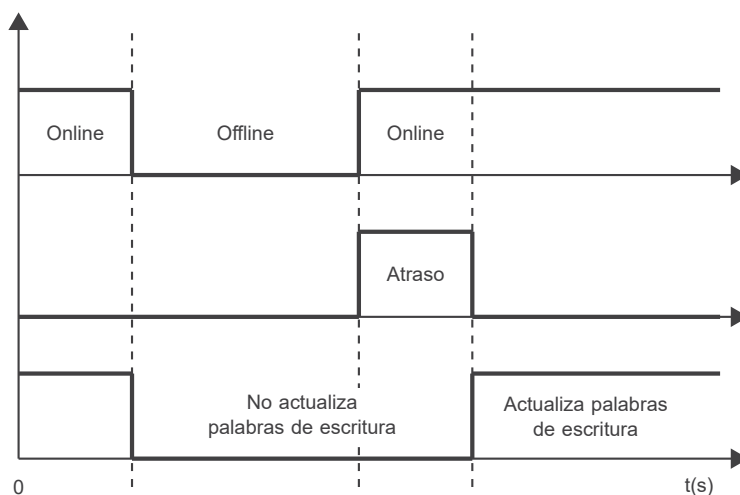 Online
Offline
Online
Atraso
No actualiza
palabras de escritura
Actualiza palabras
de escritura
0
t(s)